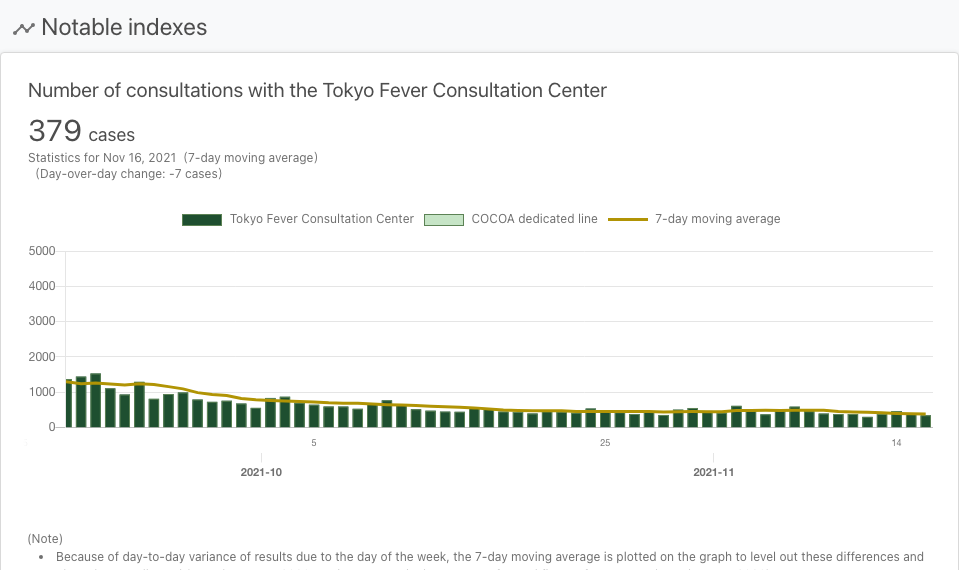 Notable indexes
Number of consultations with the Tokyo Fever Consultation Center
379 cases
Statistics for Nov 16, 2021 (7-day moving average)
(Day-over-day change: -7 cases)
Tokyo Fever Consultation Center COCOA dedicated line 7-day moving average
5000
4000
3000
2000
1000
0
5 25 14
2021-10 2021-11
(Note)
• Because of day-to-day variance of results due to the day of the week, the 7-day moving average is plotted on the graph to level out these differences and